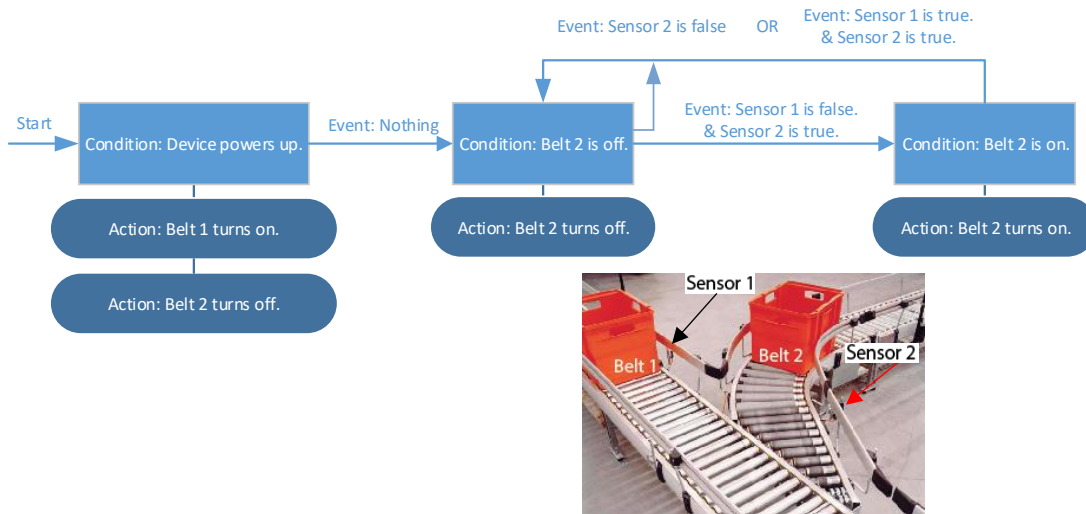 Event: Sensor 2 is false OR Event: Sensor 1 is true.
& Sensor 2 is true.
Start
Event: Nothing
Event: Sensor 1 is false.
& Sensor 2 is true.
Condition: Device powers up.
Condition: Belt 2 is off.
Condition: Belt 2 is on.
Action: Belt 1 turns on.
Action: Belt 2 turns off.
Action: Belt 2 turns on.
Action: Belt 2 turns off.
Sensor 1
Belt 1
Belt 2
Sensor 2